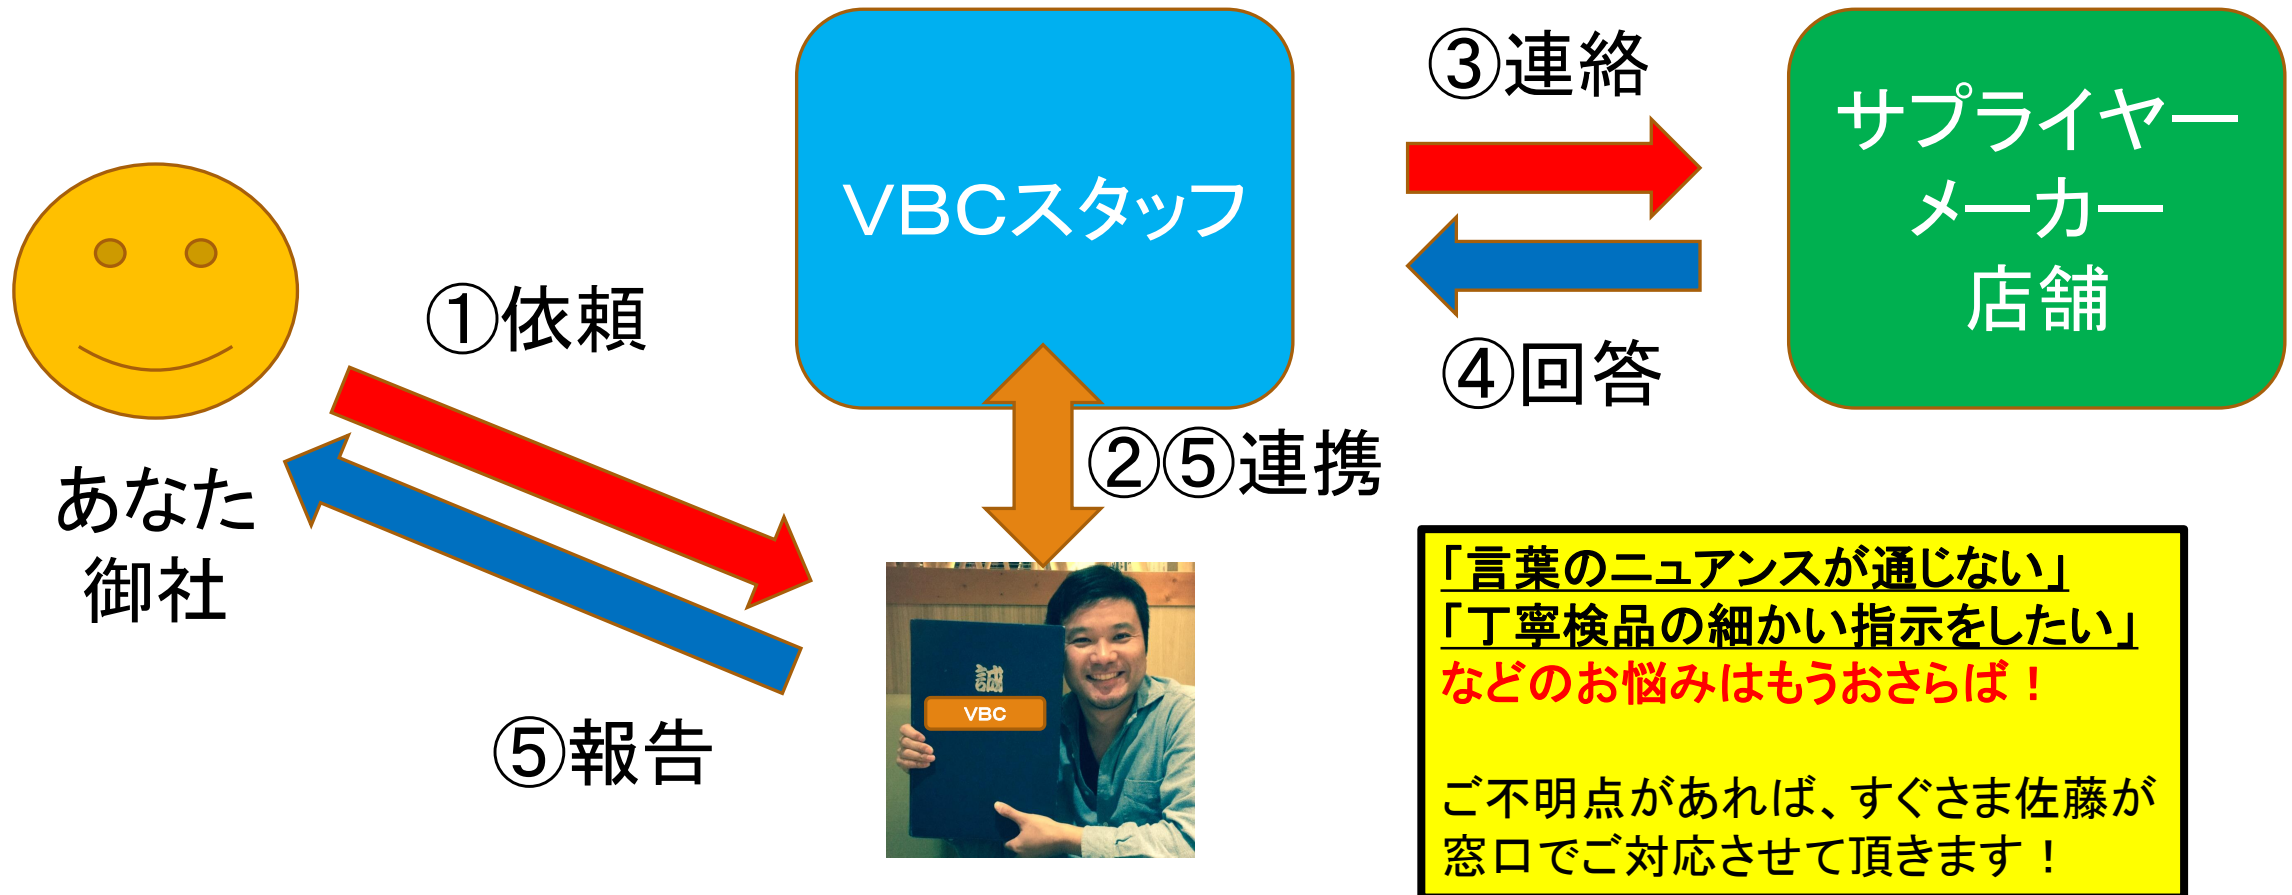 VBCスタッフ
③連絡
サプライヤー
メーカー
店舗
①依頼
④回答
②⑤連携
あなた
御社
誠
VBC
⑤報告
「言葉のニュアンスが通じない」
「丁寧検品の細かい指示をしたい」
などのお悩みはもうおさらば！
ご不明点があれば、すぐさま佐藤が
窓口でご対応させて頂きます！